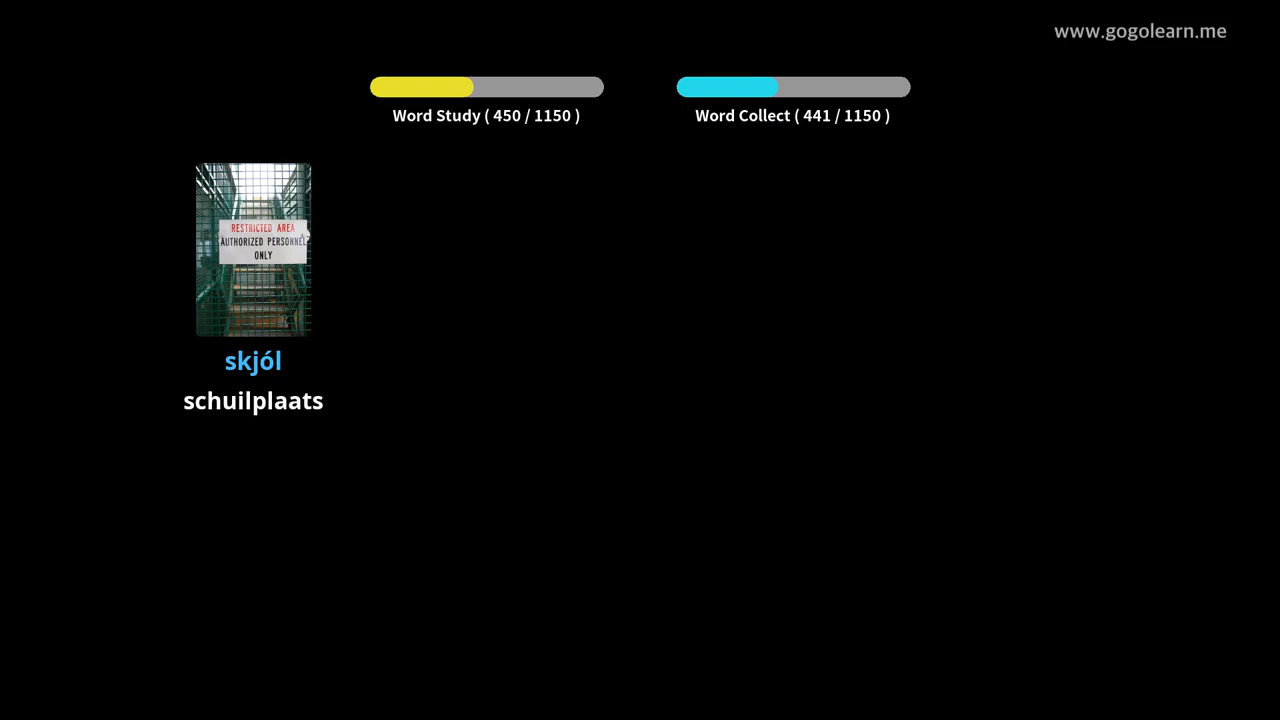 www.gogolearn.me
Word Study ( 450 / 1150 )
Word Collect ( 441 / 1150 )
RESTRICTED AREA
AUTHORIZED PERSONNEL
ONLY
skjól
schuilplaats